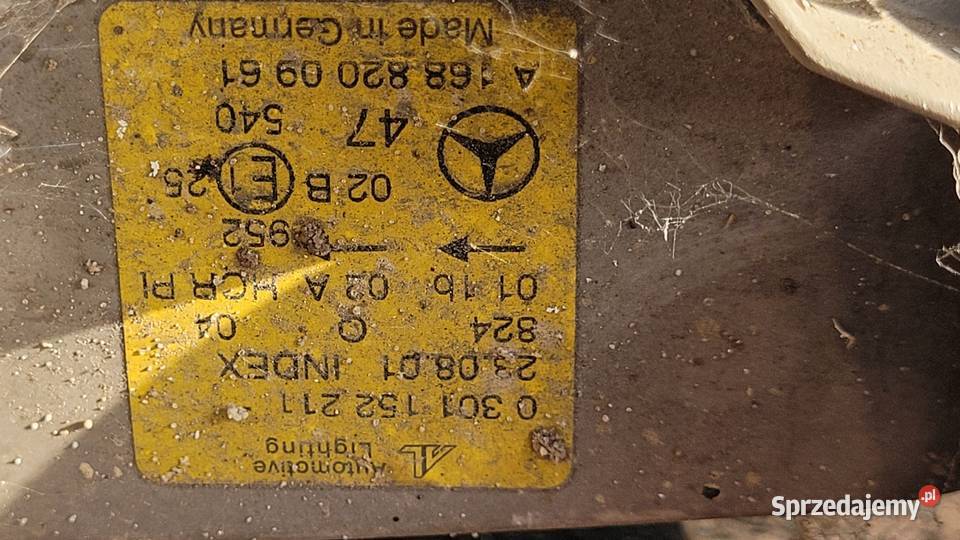 Automotive
Lighting
0 301 152 211
23.08.01 INDEX
824 O 04
01 1b 02 A HCR Pl
952
02 B E1 25
47 540
A 168 820 09 61
Made in Germany
Sprzedajemy.pl